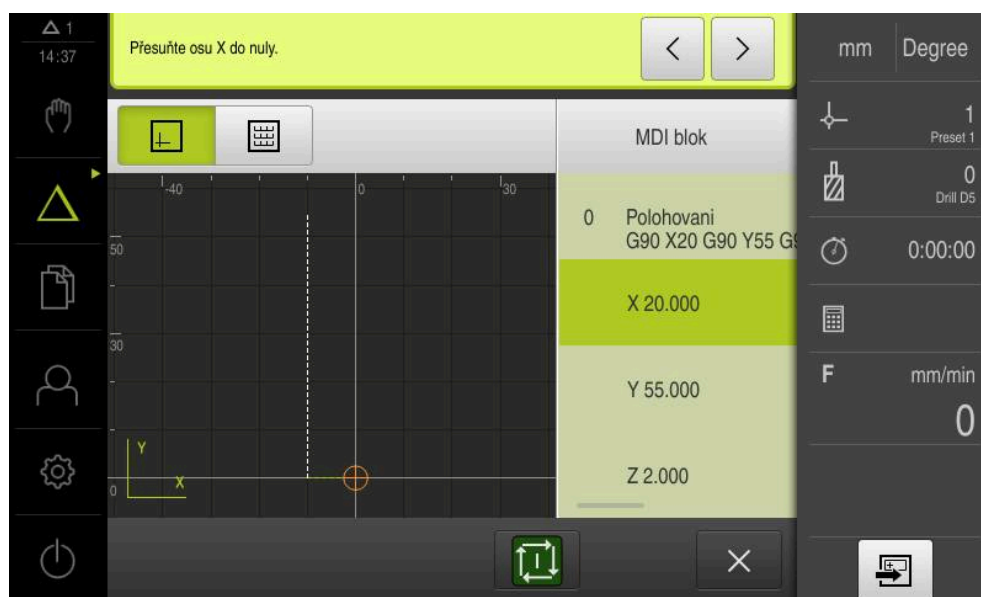 1
14:37
Přesuňte osu X do nuly.
mm Degree
1
Preset 1
0
Drill D5
0:00:00
F mm/min
0
MDI blok
0 Polohovani
G90 X20 G90 Y55 G9
X 20.000
Y 55.000
Z 2.000
-40 0 30
50
30
0
Y
X